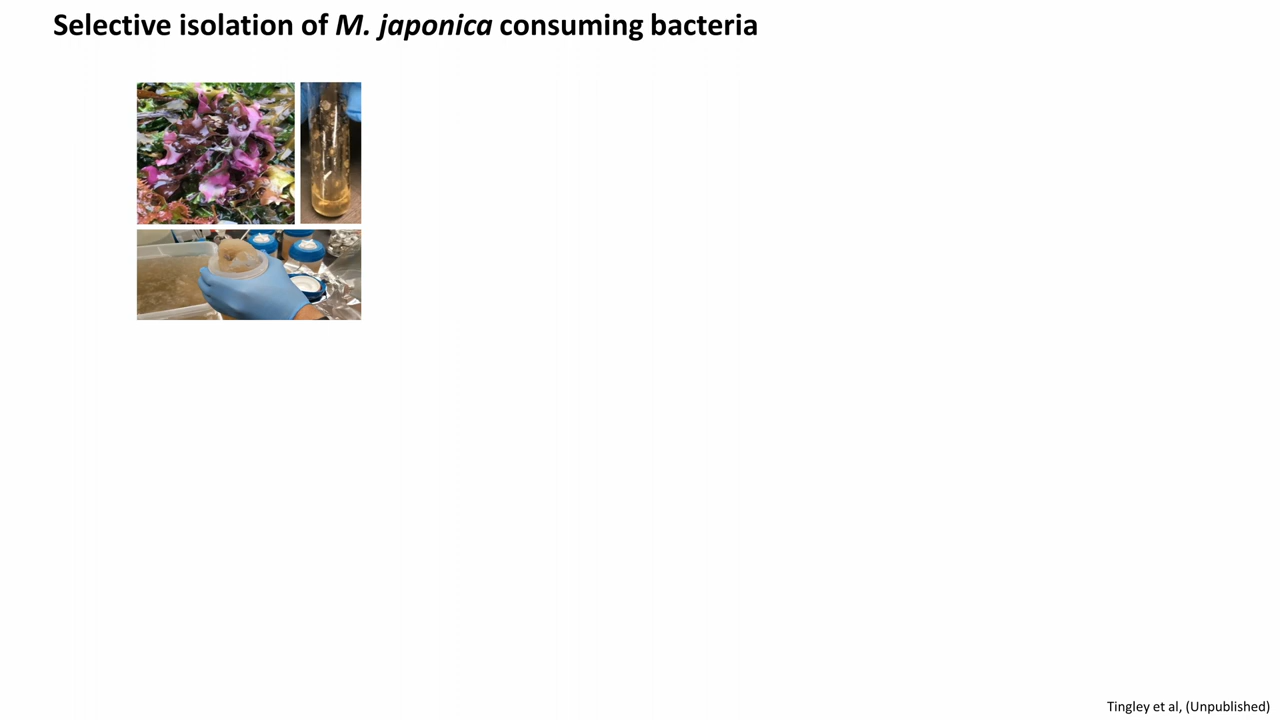 Selective isolation of M. japonica consuming bacteria
Tingley et al, (Unpublished)